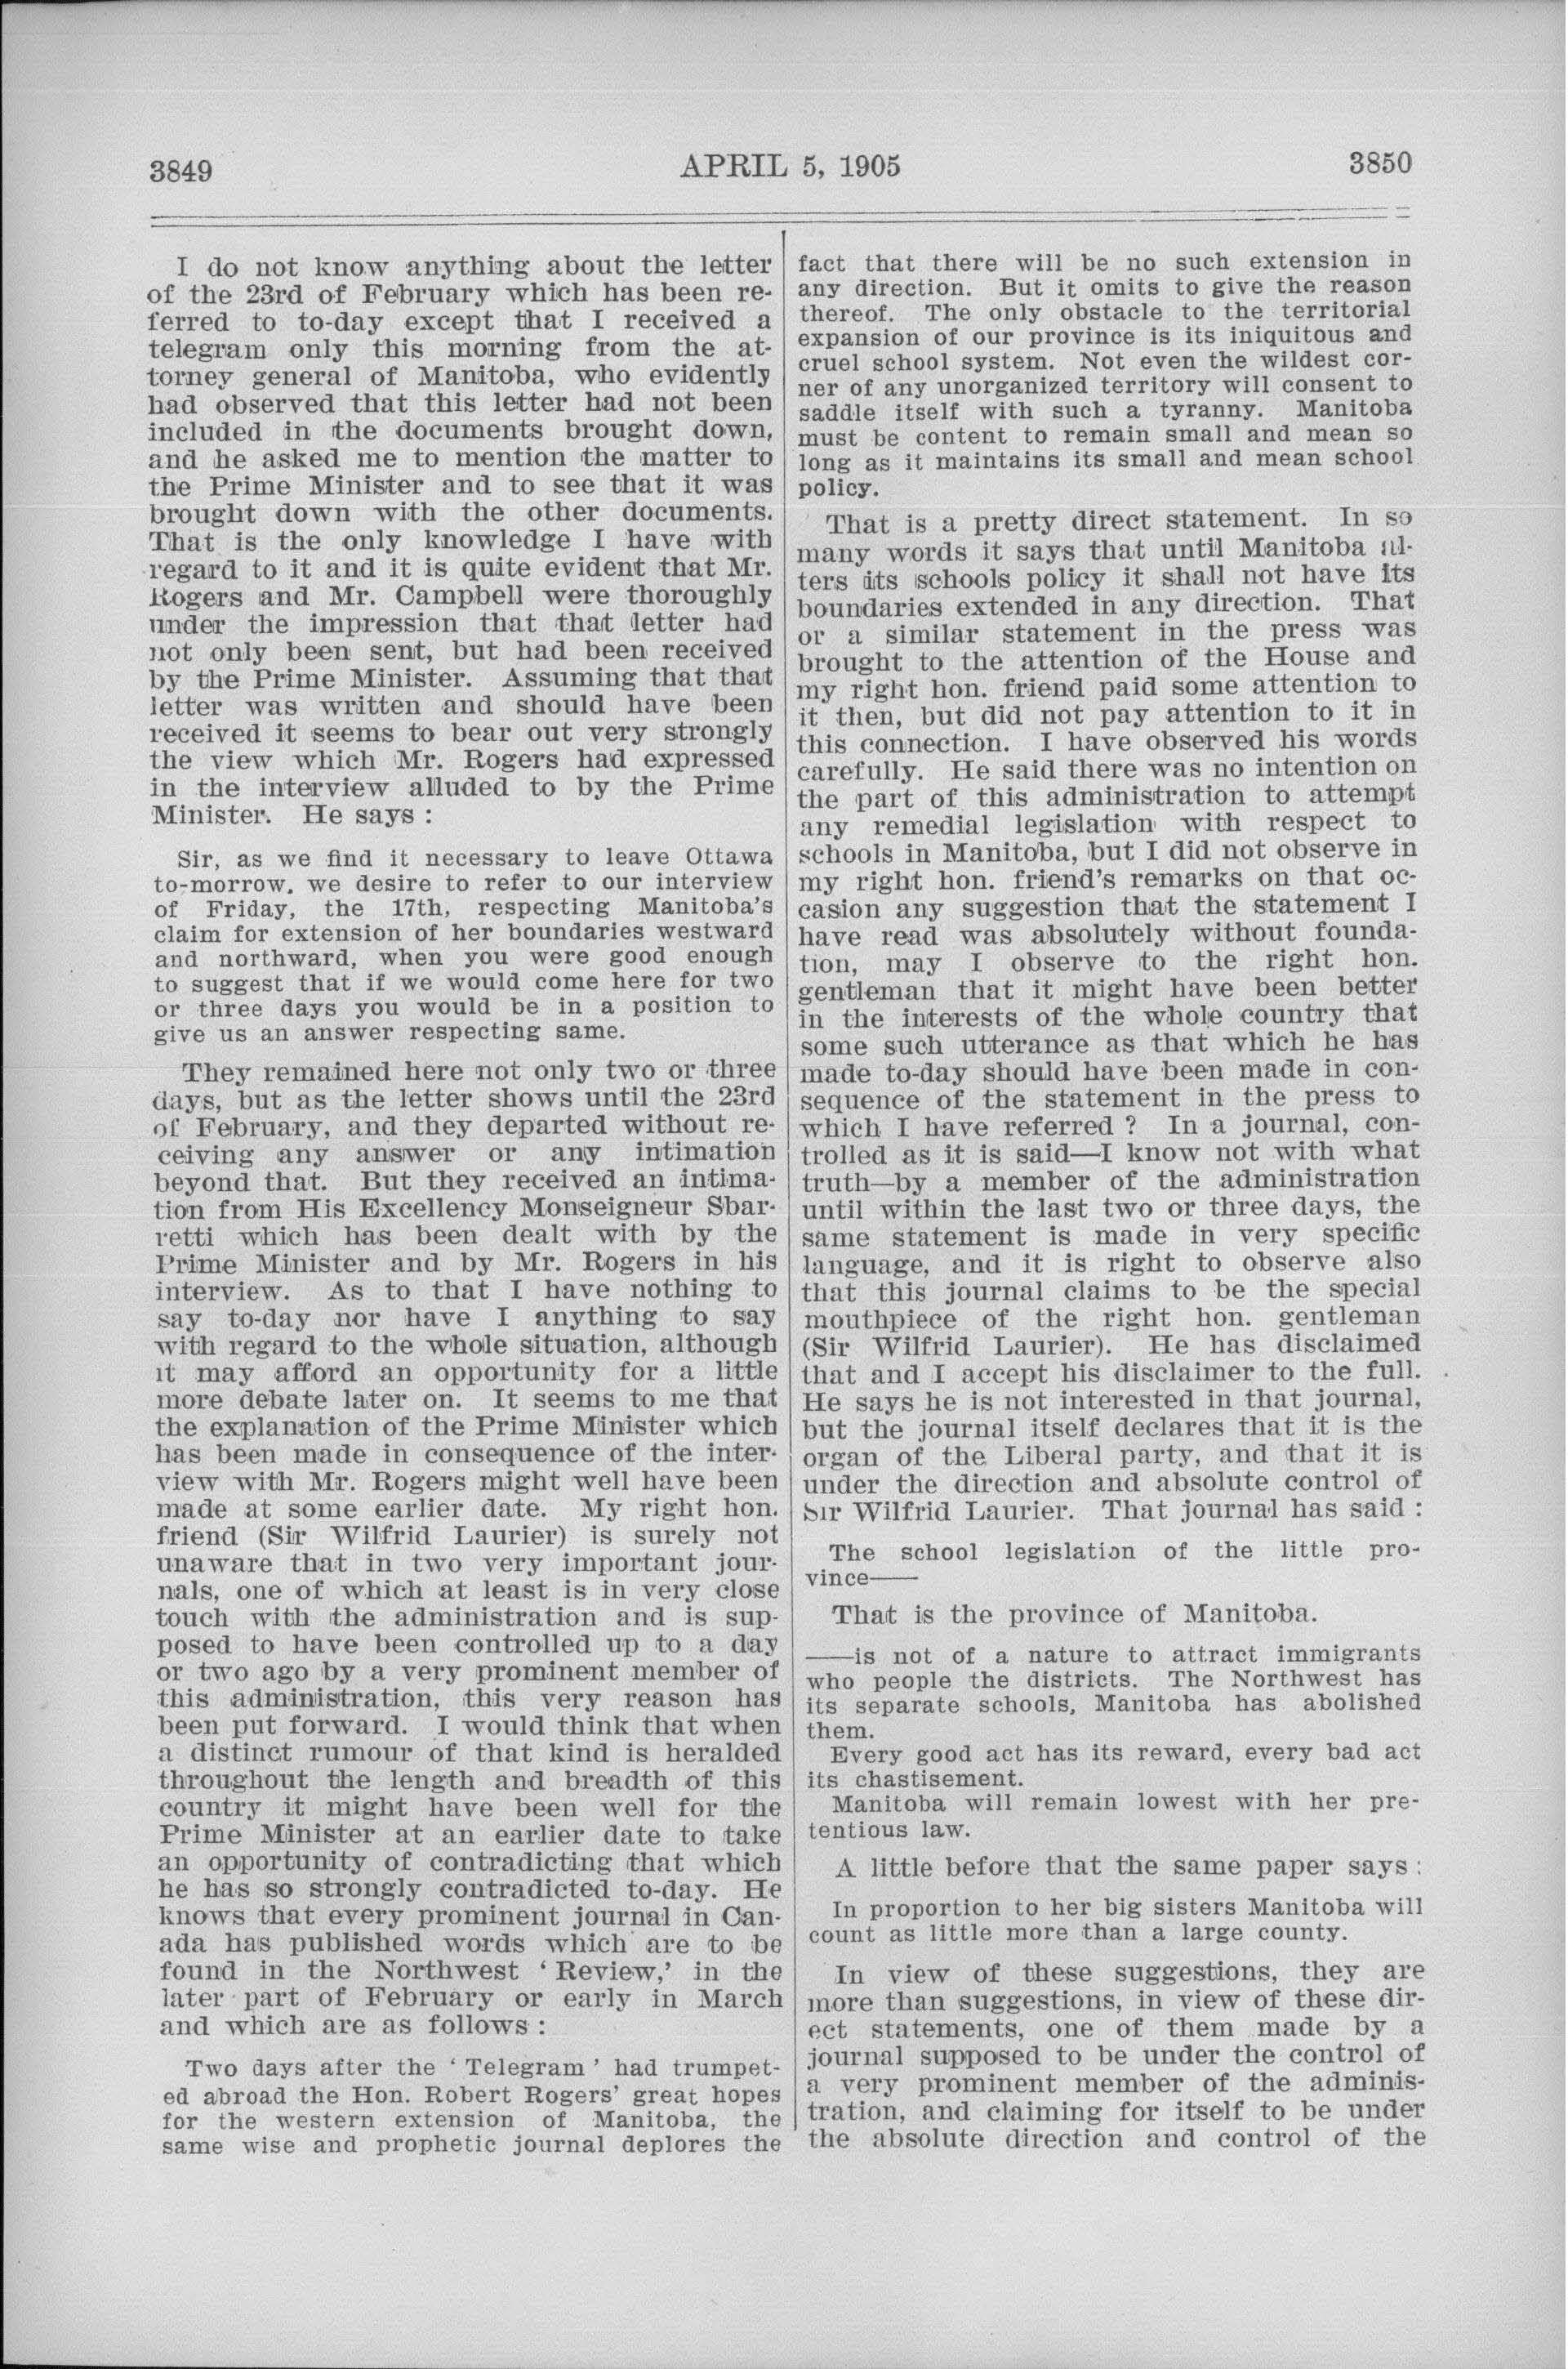 3849
APRIL 5, 1905
3850
I do not know anything about the letter
of the 23rd of February which has been re-
ferred to to-day except that I received a
telegram only this morning from the at-
torney general of Manitoba, who evidently
had observed that this letter had not been
included in the documents brought down,
and he asked me to mention the matter to
the Prime Minister and to see that it was
brought down with the other documents.
That is the only knowledge I have with
regard to it and it is quite evident that Mr.
Rogers and Mr. Campbell were thoroughly
under the impression that that letter had
not only been sent, but had been received
by the Prime Minister. Assuming that that
letter was written and should have been
received it seems to bear out very strongly
the view which Mr. Rogers had expressed
in the interview alluded to by the Prime
Minister. He says :
Sir, as we find it necessary to leave Ottawa
to-morrow, we desire to refer to our interview
of Friday, the 17th, respecting Manitoba's
claim for extension of her boundaries westward
and northward, when you were good enough
to suggest that if we would come here for two
or three days you would be in a position to
give us an answer respecting same.
They remained here not only two or three
days, but as the letter shows until the 23rd
of February, and they departed without re-
ceiving any answer or any intimation
beyond that. But they received an intima-
tion from His Excellency Monseigneur Sbar-
retti which has been dealt with by the
Prime Minister and by Mr. Rogers in his
interview. As to that I have nothing to
say to-day nor have I anything to say
with regard to the whole situation, although
it may afford an opportunity for a little
more debate later on. It seems to me that
the explanation of the Prime Minister which
has been made in consequence of the inter-
view with Mr. Rogers might well have been
made at some earlier date. My right hon.
friend (Sir Wilfrid Laurier) is surely not
unaware that in two very important jour-
nals, one of which at least is in very close
touch with the administration and is sup-
posed to have been controlled up to a day
or two ago by a very prominent member of
this administration, this very reason has
been put forward. I would think that when
a distinct rumour of that kind is heralded
throughout the length and breadth of this
country it might have been well for the
Prime Minister at an earlier date to take
an opportunity of contradicting that which
he has so strongly contradicted to-day. He
knows that every prominent journal in Can-
ada has published words which are to be
found in the Northwest ‘ Review,’ in the
later part of February or early in March
and which are as follows :
Two days after the ‘ Telegram ’ had trumpet-
ed abroad the Hon. Robert Rogers’ great hopes
for the western extension of Manitoba, the
same wise and prophetic journal deplores the
fact that there will be no such extension in
any direction. But it omits to give the reason
thereof. The only obstacle to the territorial
expansion of our province is its iniquitous and
cruel school system. Not even the wildest cor-
ner of any unorganized territory will consent to
saddle itself with such a tyranny. Manitoba
must be content to remain small and mean so
long as it maintains its small and mean school
policy.
That is a pretty direct statement. In so
many words it says that until Manitoba al-
ters its schools policy it shall not have its
boundaries extended in any direction. That
or a similar statement in the press was
brought to the attention of the House and
my right hon. friend paid some attention to
it then, but did not pay attention to it in
this connection. I have observed his words
carefully. He said there was no intention on
the part of this administration to attempt
any remedial legislation with respect to
schools in Manitoba, but I did not observe in
my right hon. friend's remarks on that oc-
casion any suggestion that the statement I
have read was absolutely without founda-
tion, may I observe to the right hon.
gentleman that it might have been better
in the interests of the whole country that
some such utterance as that which he has
made to-day should have been made in con-
sequence of the statement in the press to
which I have referred ? In a journal, con-
trolled as it is said—I know not with what
truth—by a member of the administration
until within the last two or three days, the
same statement is made in very specific
language, and it is right to observe also
that this journal claims to be the special
mouthpiece of the right hon. gentleman
(Sir Wilfrid Laurier). He has disclaimed
that and I accept his disclaimer to the full.
He says he is not interested in that journal,
but the journal itself declares that it is the
organ of the Liberal party, and that it is
under the direction and absolute control of
Sir Wilfrid Laurier. That journal has said :
The school legislation of the little pro-
vince——
That is the province of Manitoba.
——is not of a nature to attract immigrants
who people the districts. The Northwest has
its separate schools, Manitoba has abolished
them.
Every good act has its reward, every bad act
its chastisement.
Manitoba will remain lowest with her pre-
tentious law.
A little before that the same paper says :
In proportion to her big sisters Manitoba will
count as little more than a large county.
In view of these suggestions, they are
more than suggestions, in view of these dir-
ect statements, one of them made by a
journal supposed to be under the control of
a very prominent member of the adminis-
tration, and claiming for itself to be under
the absolute direction and control of the